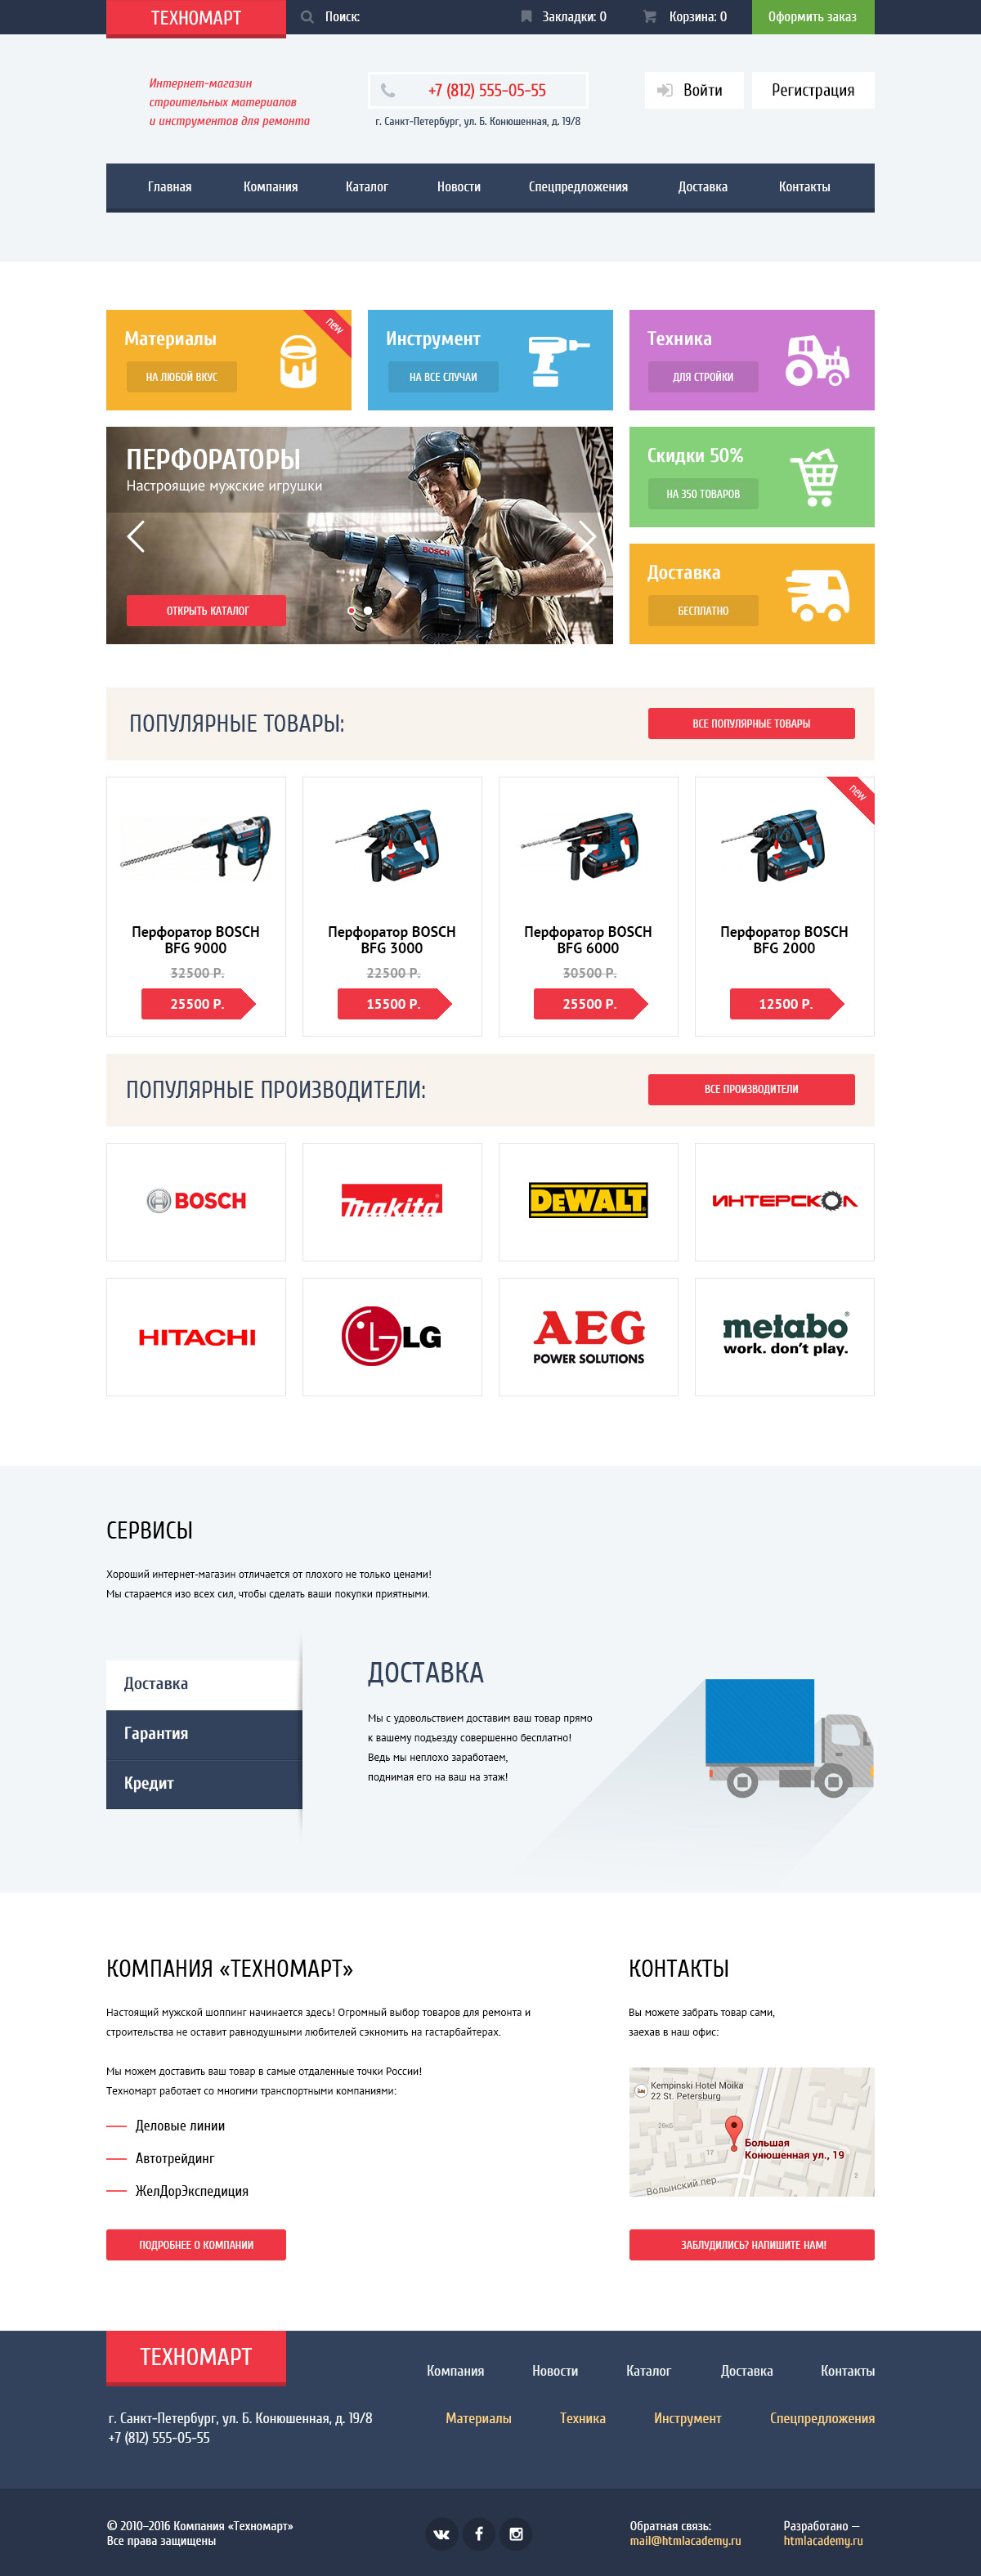 ТЕХНОМАРТ
Поиск:
Закладки: 0
Корзина: 0
Оформить заказ
Интернет-магазин
строительных материалов
и инструментов для ремонта
+7 (812) 555-05-55
г. Санкт-Петербург, ул. Б. Конюшенная, д. 19/8
Войти
Регистрация
Главная
Компания
Каталог
Новости
Спецпредложения
Доставка
Контакты
Материалы
НА ЛЮБОЙ ВКУС
new
Инструмент
НА ВСЕ СЛУЧАИ
Техника
ДЛЯ СТРОЙКИ
ПЕРФОРАТОРЫ
Настроящие мужские игрушки
BOSCH
ОТКРЫТЬ КАТАЛОГ
Скидки 50%
НА 350 ТОВАРОВ
Доставка
БЕСПЛАТНО
ПОПУЛЯРНЫЕ ТОВАРЫ:
ВСЕ ПОПУЛЯРНЫЕ ТОВАРЫ
Перфоратор BOSCH
BFG 9000
32500 Р.
25500 Р.
Перфоратор BOSCH
BFG 3000
22500 Р.
15500 Р.
Перфоратор BOSCH
BFG 6000
30500 Р.
25500 Р.
new
Перфоратор BOSCH
BFG 2000
12500 Р.
ПОПУЛЯРНЫЕ ПРОИЗВОДИТЕЛИ:
ВСЕ ПРОИЗВОДИТЕЛИ
BOSCH
makita
DEWALT
ИНТЕРСКОЛ
HITACHI
LG
AEG
POWER SOLUTIONS
metabo
work. don't play.
СЕРВИСЫ
Хороший интернет-магазин отличается от плохого не только ценами!
Мы стараемся изо всех сил, чтобы сделать ваши покупки приятными.
Доставка
Гарантия
Кредит
ДОСТАВКА
Мы с удовольствием доставим ваш товар прямо
к вашему подъезду совершенно бесплатно!
Ведь мы неплохо заработаем,
поднимая его на ваш на этаж!
КОМПАНИЯ «ТЕХНОМАРТ»
Настоящий мужской шоппинг начинается здесь! Огромный выбор товаров для ремонта и
строительства не оставит равнодушными любителей сэкномить на гастарбайтерах.
Мы можем доставить ваш товар в самые отдаленные точки России!
Техномарт работает со многими транспортными компаниями:
Деловые линии
Автотрейдинг
ЖелДорЭкспедиция
ПОДРОБНЕЕ О КОМПАНИИ
КОНТАКТЫ
Вы можете забрать товар сами,
заехав в наш офис:
Kempinski Hotel Moika
22 St. Petersburg
26к5
17
Большая
Конюшенная ул., 19
2
Волынский пер.
ЗАБЛУДИЛИСЬ? НАПИШИТЕ НАМ!
ТЕХНОМАРТ
Компания
Новости
Каталог
Доставка
Контакты
г. Санкт-Петербург, ул. Б. Конюшенная, д. 19/8
+7 (812) 555-05-55
Материалы
Техника
Инструмент
Спецпредложения
© 2010–2016 Компания «Техномарт»
Все права защищены
Обратная связь:
mail@htmlacademy.ru
Разработано —
htmlacademy.ru